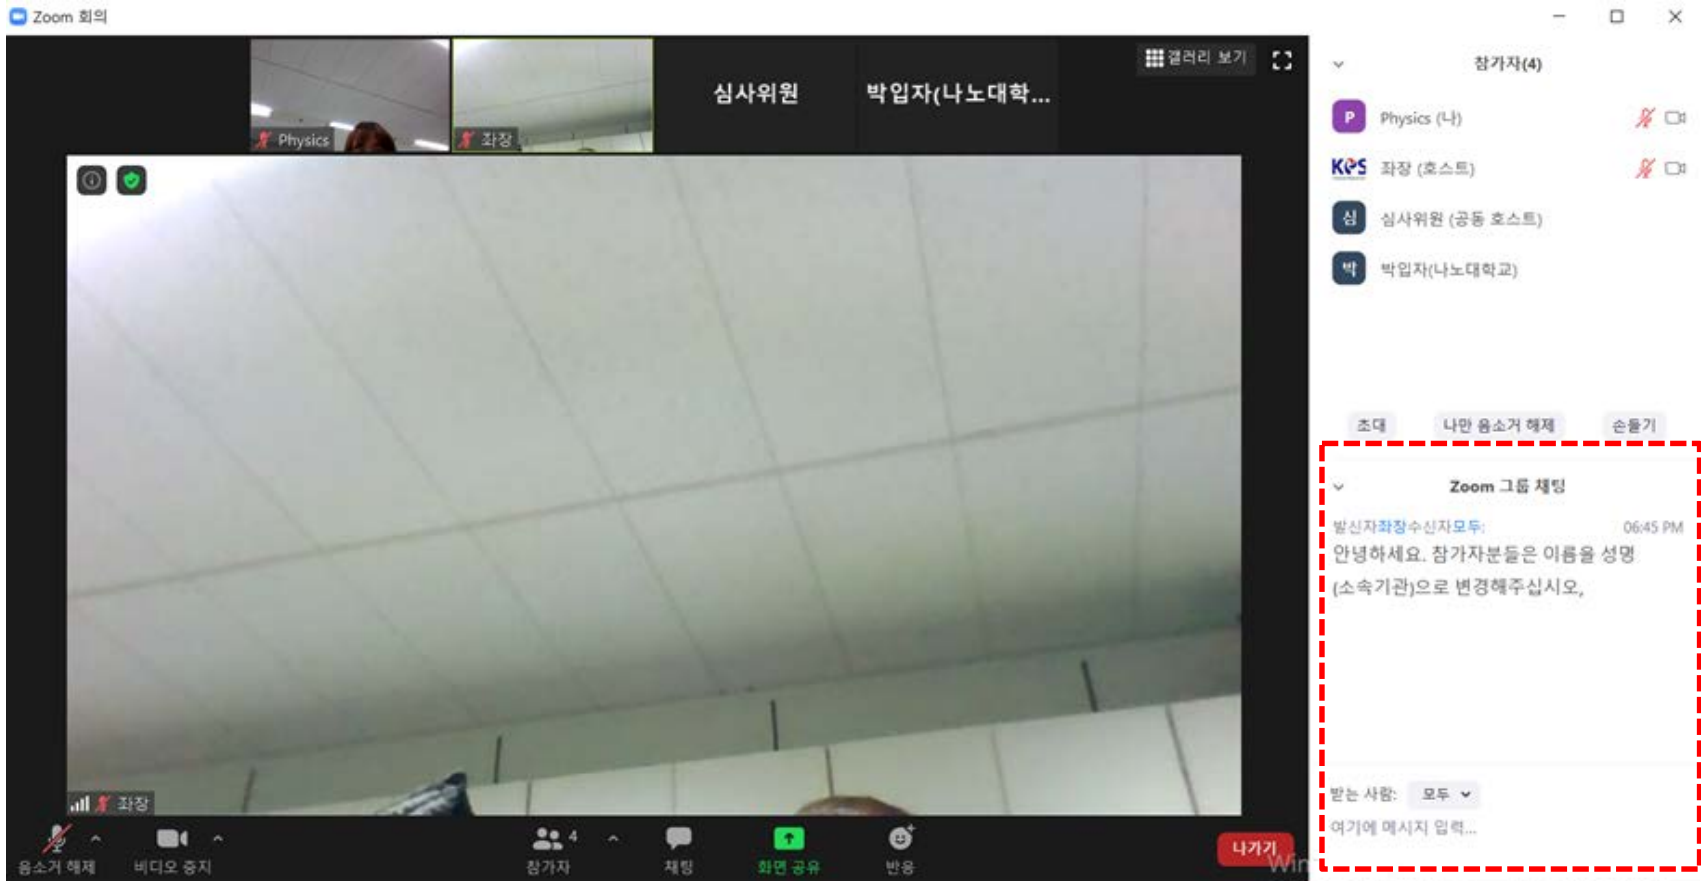 Zoom 회의
갤러리 보기
Physics
좌장
심사위원
박입자(나노대학...
참가자(4)
P Physics (나)
KPS 좌장 (호스트)
심 심사위원 (공동 호스트)
박 박입자(나노대학교)
초대 나만 음소거 해제 손들기
Zoom 그룹 채팅
발신자좌장수신자모두: 06:45 PM
안녕하세요. 참가자분들은 이름을 성명
(소속기관)으로 변경해주십시오,
받는 사람: 모두
여기에 메시지 입력...
좌장
음소거 해제 비디오 중지 참가자 4 채팅 화면 공유 반응 나가기
Win